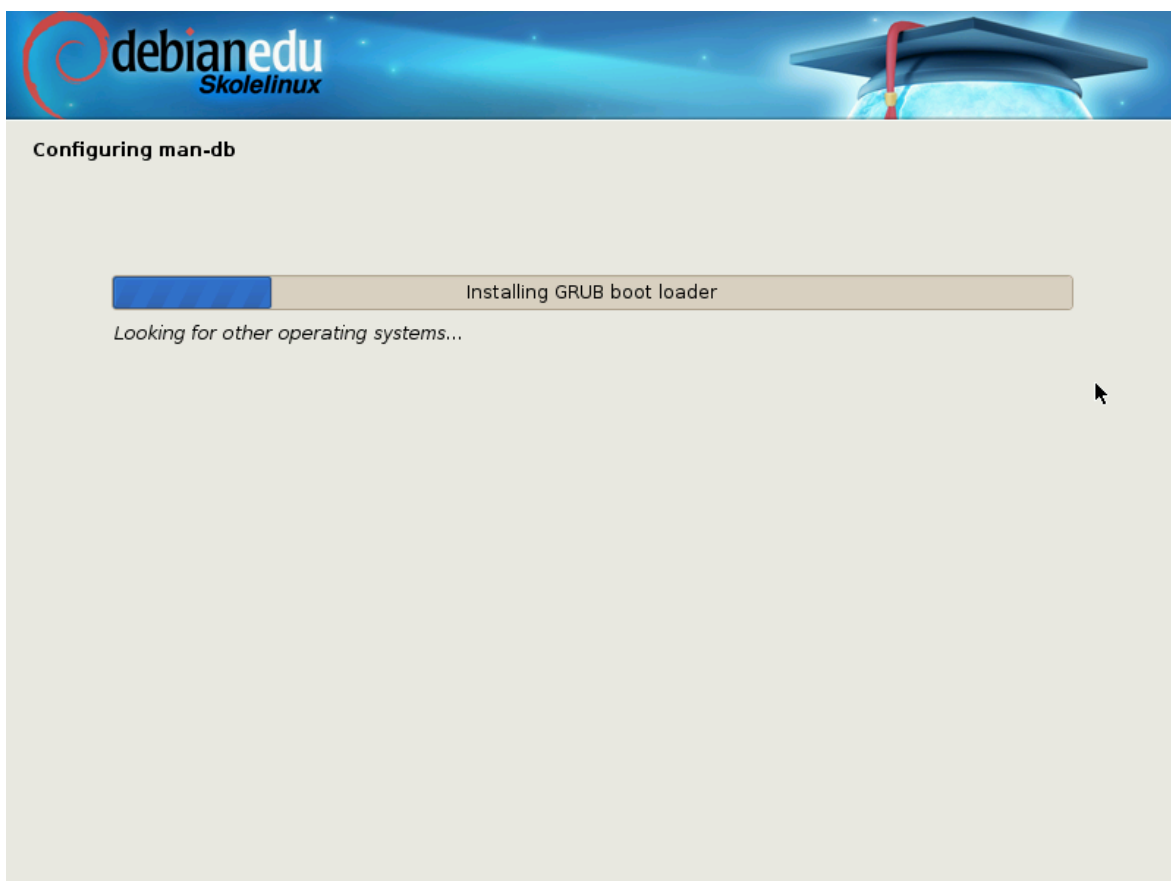 debianedu
Skolelinux
Configuring man-db
Installing GRUB boot loader
Looking for other operating systems...